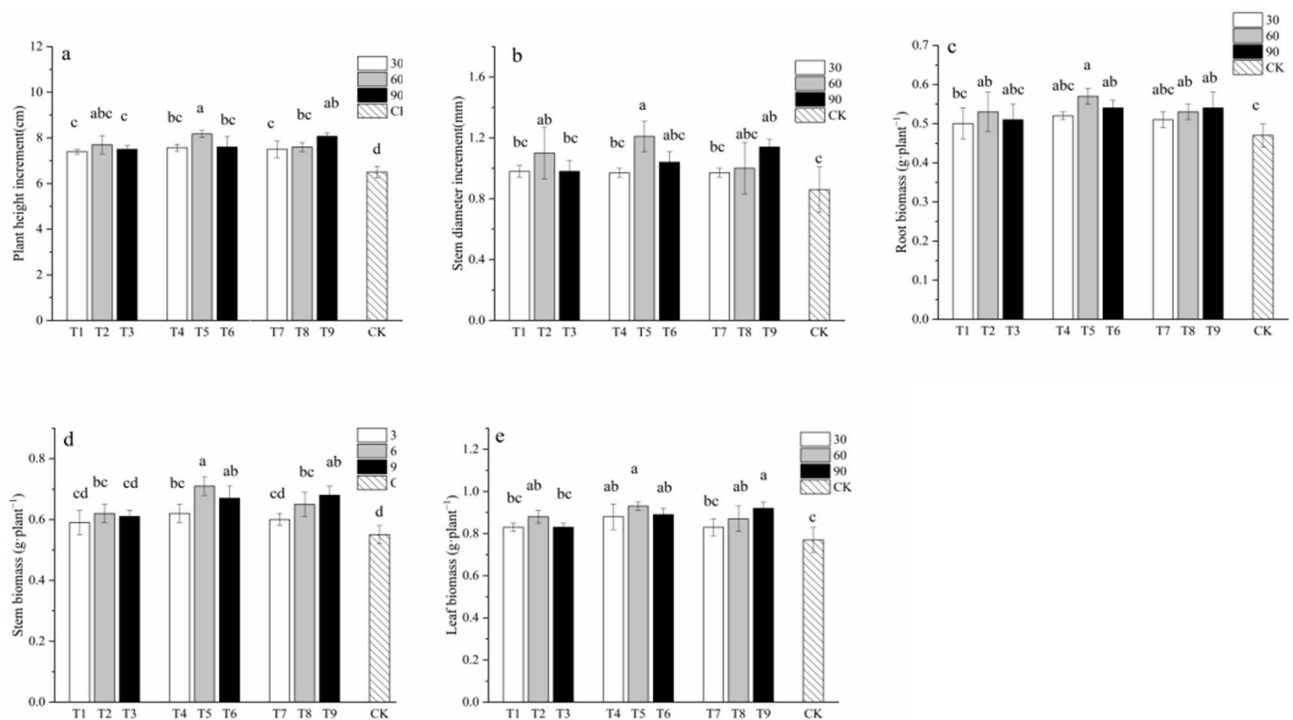 a
30
60
90
Plant height increment(cm)
12
10
8
6
4
2
0
c abc c bc a bc c bc ab d
T1 T2 T3 T4 T5 T6 T7 T8 T9 CK
b
30
60
90
CK
Stem diameter increment(mm)
1.6
1.2
0.8
0.4
0.0
bc ab bc bc a abc bc abc ab c
T1 T2 T3 T4 T5 T6 T7 T8 T9 CK
c
30
60
90
CK
Root biomass (g·plant⁻¹)
0.7
0.6
0.5
0.4
0.3
0.2
0.1
0.0
bc ab abc abc a ab abc ab ab c
T1 T2 T3 T4 T5 T6 T7 T8 T9 CK
d
3
6
9
C
Stem biomass (g·plant⁻¹)
0.8
0.6
0.4
0.2
0.0
cd bc cd bc a ab cd bc ab d
T1 T2 T3 T4 T5 T6 T7 T8 T9 CK
e
30
60
90
CK
Leaf biomass (g·plant⁻¹)
1.2
1.0
0.8
0.6
0.4
0.2
0.0
bc ab bc ab a ab bc ab a c
T1 T2 T3 T4 T5 T6 T7 T8 T9 CK